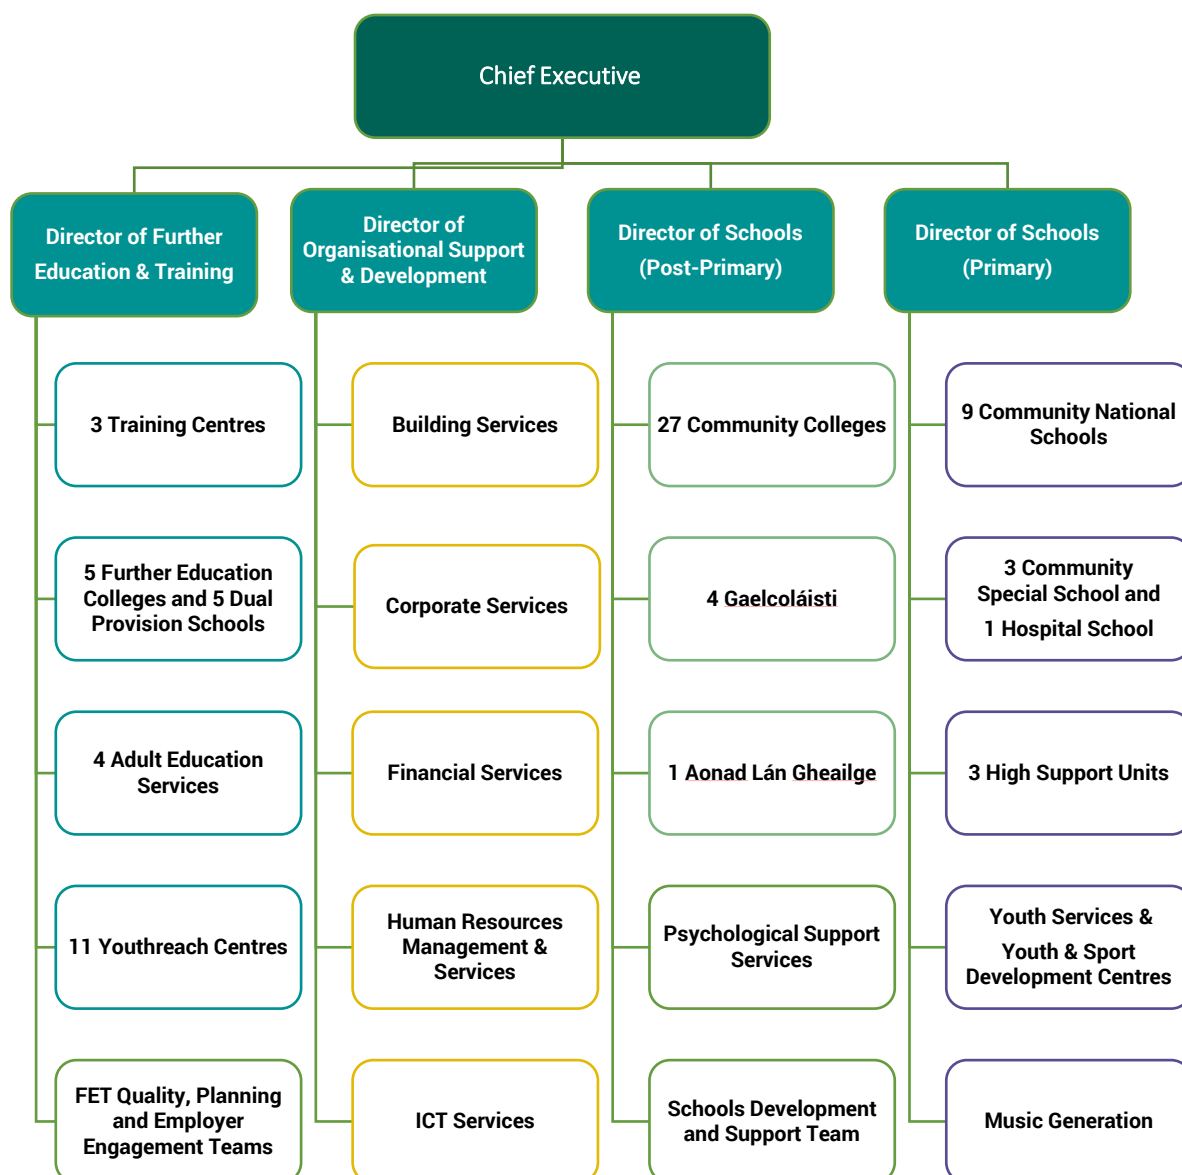 Chief Executive
Director of Further
Education & Training
Director of
Organisational Support
& Development
Director of Schools
(Post-Primary)
Director of Schools
(Primary)
3 Training Centres
Building Services
27 Community Colleges
9 Community National
Schools
5 Further Education
Colleges and 5 Dual
Provision Schools
Corporate Services
4 Gaelcoláisti
3 Community
Special School and
1 Hospital School
4 Adult Education
Services
Financial Services
1 Aonad Lán Gheailge
3 High Support Units
11 Youthreach Centres
Human Resources
Management &
Services
Psychological Support
Services
Youth Services &
Youth & Sport
Development Centres
FET Quality, Planning
and Employer
Engagement Teams
ICT Services
Schools Development
and Support Team
Music Generation